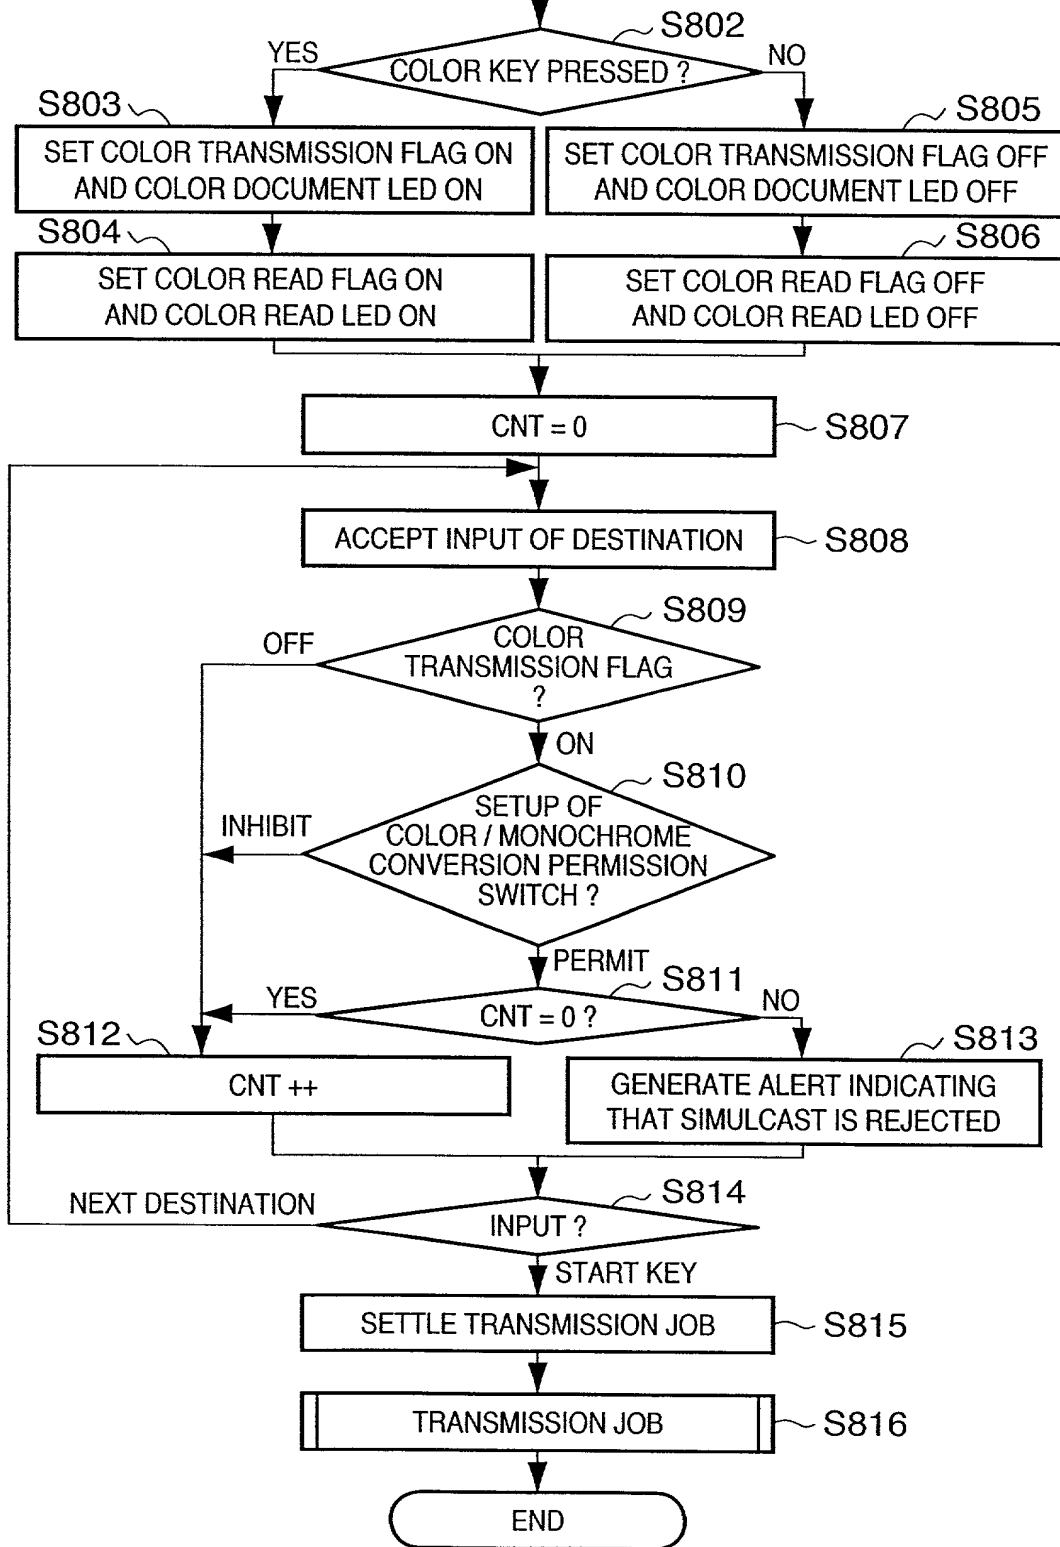 S802
COLOR KEY PRESSED ?
YES
NO
S803
SET COLOR TRANSMISSION FLAG ON
AND COLOR DOCUMENT LED ON
S805
SET COLOR TRANSMISSION FLAG OFF
AND COLOR DOCUMENT LED OFF
S804
SET COLOR READ FLAG ON
AND COLOR READ LED ON
S806
SET COLOR READ FLAG OFF
AND COLOR READ LED OFF
CNT = 0
S807
ACCEPT INPUT OF DESTINATION
S808
S809
COLOR
TRANSMISSION FLAG
?
OFF
ON
S810
SETUP OF
COLOR / MONOCHROME
CONVERSION PERMISSION
SWITCH ?
INHIBIT
PERMIT
S811
CNT = 0 ?
YES
NO
S812
CNT ++
S813
GENERATE ALERT INDICATING
THAT SIMULCAST IS REJECTED
S814
INPUT ?
NEXT DESTINATION
START KEY
SETTLE TRANSMISSION JOB
S815
TRANSMISSION JOB
S816
END